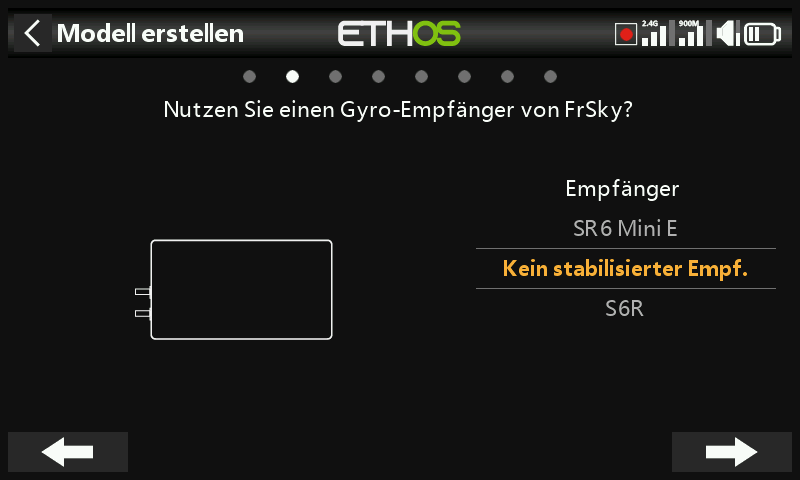 Modell erstellen
ETHOS
2.4G
900M
Nutzen Sie einen Gyro-Empfänger von FrSky?
Empfänger
SR6 Mini E
Kein stabilisierter Empf.
S6R